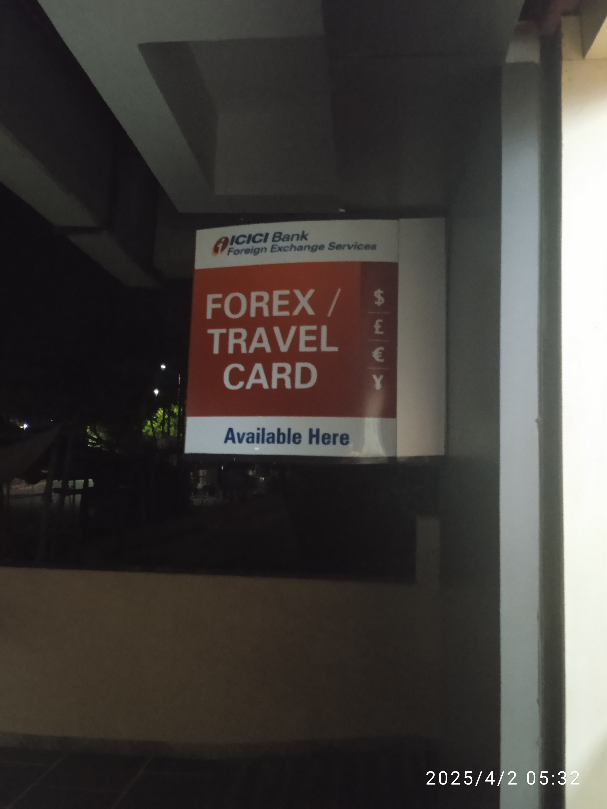 ICICI Bank
Foreign Exchange Services
FOREX /
TRAVEL
CARD
$
£
€
¥
Available Here
2025/4/2 05:32